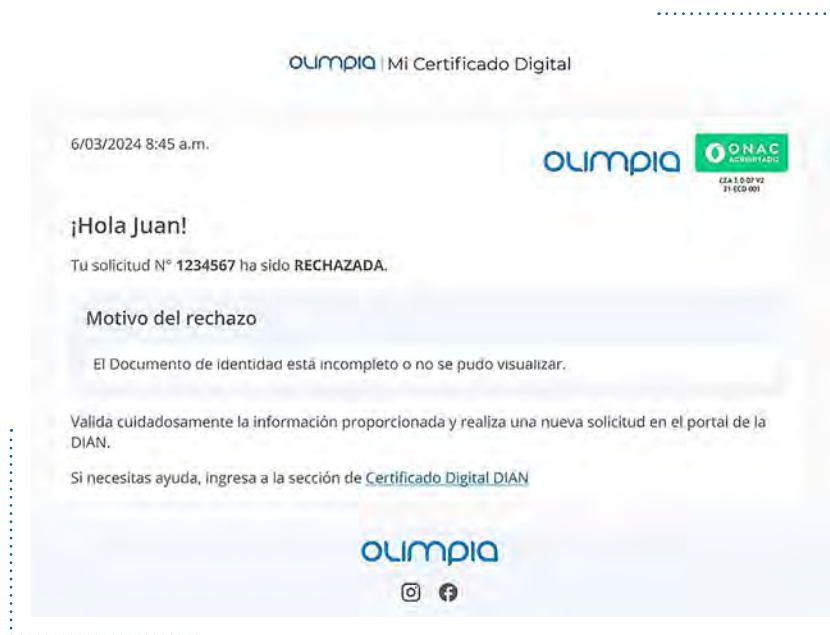 olimpia | Mi Certificado Digital
6/03/2024 8:45 a.m.
olimpia
ONAC
ACREDITADO
¡Hola Juan!
Tu solicitud N° 1234567 ha sido RECHAZADA.
Motivo del rechazo
El Documento de identidad está incompleto o no se pudo visualizar.
Valida cuidadosamente la información proporcionada y realiza una nueva solicitud en el portal de la
DIAN.
Si necesitas ayuda, ingresa a la sección de Certificado Digital DIAN
olimpia